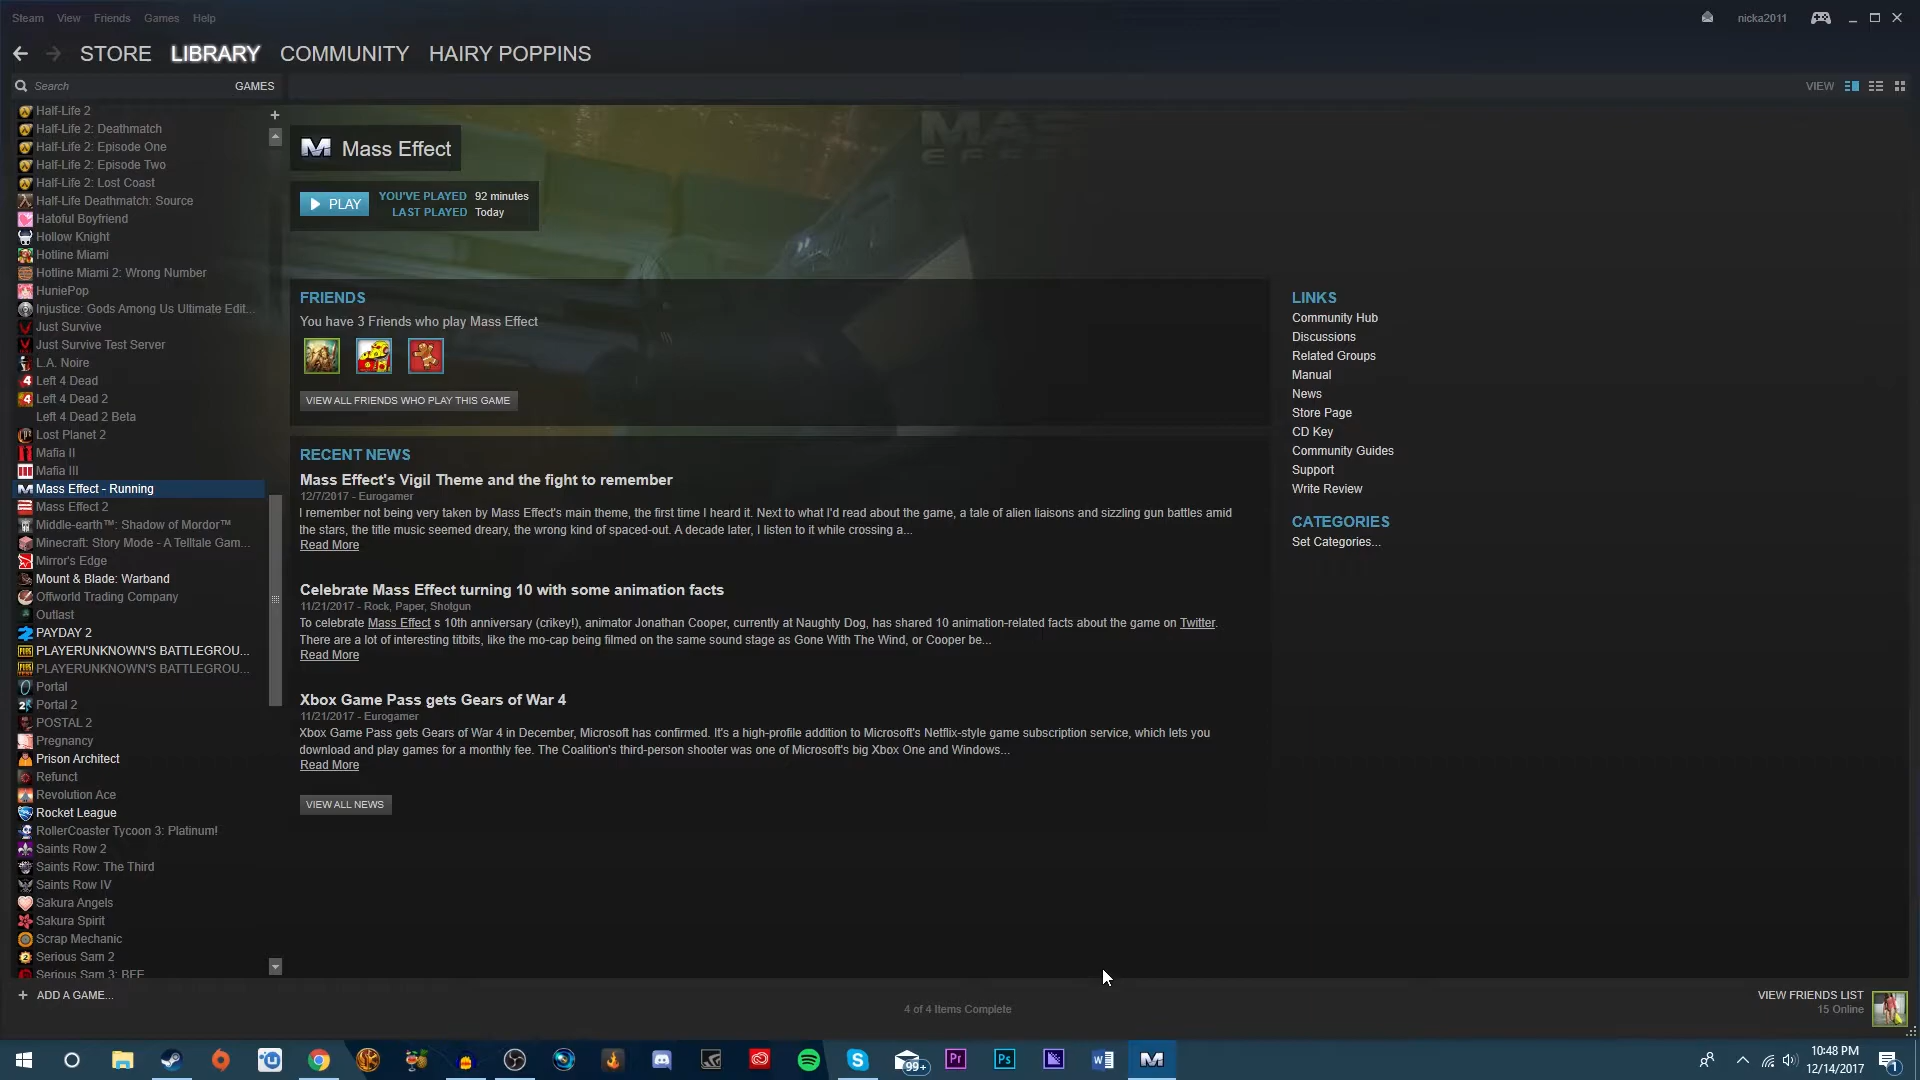 Steam View Friends Games Help
nicka2011
STORE LIBRARY COMMUNITY HAIRY POPPINS
Search
GAMES
VIEW
Half-Life 2
Half-Life 2: Deathmatch
Half-Life 2: Episode One
Half-Life 2: Episode Two
Half-Life 2: Lost Coast
Half-Life Deathmatch: Source
Hatoful Boyfriend
Hollow Knight
Hotline Miami
Hotline Miami 2: Wrong Number
HuniePop
Injustice: Gods Among Us Ultimate Edit...
Just Survive
Just Survive Test Server
L.A. Noire
Left 4 Dead
Left 4 Dead 2
Left 4 Dead 2 Beta
Lost Planet 2
Mafia II
Mafia III
Mass Effect - Running
Mass Effect 2
Middle-earth™: Shadow of Mordor™
Minecraft: Story Mode - A Telltale Gam...
Mirror's Edge
Mount & Blade: Warband
Offworld Trading Company
Outlast
PAYDAY 2
PLAYERUNKNOWN'S BATTLEGROU...
PLAYERUNKNOWN'S BATTLEGROU...
Portal
Portal 2
POSTAL 2
Pregnancy
Prison Architect
Refunct
Revolution Ace
Rocket League
RollerCoaster Tycoon 3: Platinum!
Saints Row 2
Saints Row: The Third
Saints Row IV
Sakura Angels
Sakura Spirit
Scrap Mechanic
Serious Sam 2
Serious Sam 3: BFE
+ ADD A GAME...
Mass Effect
PLAY
YOU'VE PLAYED 92 minutes
LAST PLAYED Today
FRIENDS
You have 3 Friends who play Mass Effect
VIEW ALL FRIENDS WHO PLAY THIS GAME
RECENT NEWS
Mass Effect's Vigil Theme and the fight to remember
12/7/2017 - Eurogamer
I remember not being very taken by Mass Effect's main theme, the first time I heard it. Next to what I'd read about the game, a tale of alien liaisons and sizzling gun battles amid
the stars, the title music seemed dreary, the wrong kind of spaced-out. A decade later, I listen to it while crossing a...
Read More
Celebrate Mass Effect turning 10 with some animation facts
11/21/2017 - Rock, Paper, Shotgun
To celebrate Mass Effect s 10th anniversary (crikey!), animator Jonathan Cooper, currently at Naughty Dog, has shared 10 animation-related facts about the game on Twitter.
There are a lot of interesting titbits, like the mo-cap being filmed on the same sound stage as Gone With The Wind, or Cooper be...
Read More
Xbox Game Pass gets Gears of War 4
11/21/2017 - Eurogamer
Xbox Game Pass gets Gears of War 4 in December, Microsoft has confirmed. It's a high-profile addition to Microsoft's Netflix-style game subscription service, which lets you
download and play games for a monthly fee. The Coalition's third-person shooter was one of Microsoft's big Xbox One and Windows...
Read More
VIEW ALL NEWS
LINKS
Community Hub
Discussions
Related Groups
Manual
News
Store Page
CD Key
Community Guides
Support
Write Review
CATEGORIES
Set Categories...
4 of 4 Items Complete
VIEW FRIENDS LIST
15 Online
99+
Pr
Ps
10:48 PM
12/14/2017
1